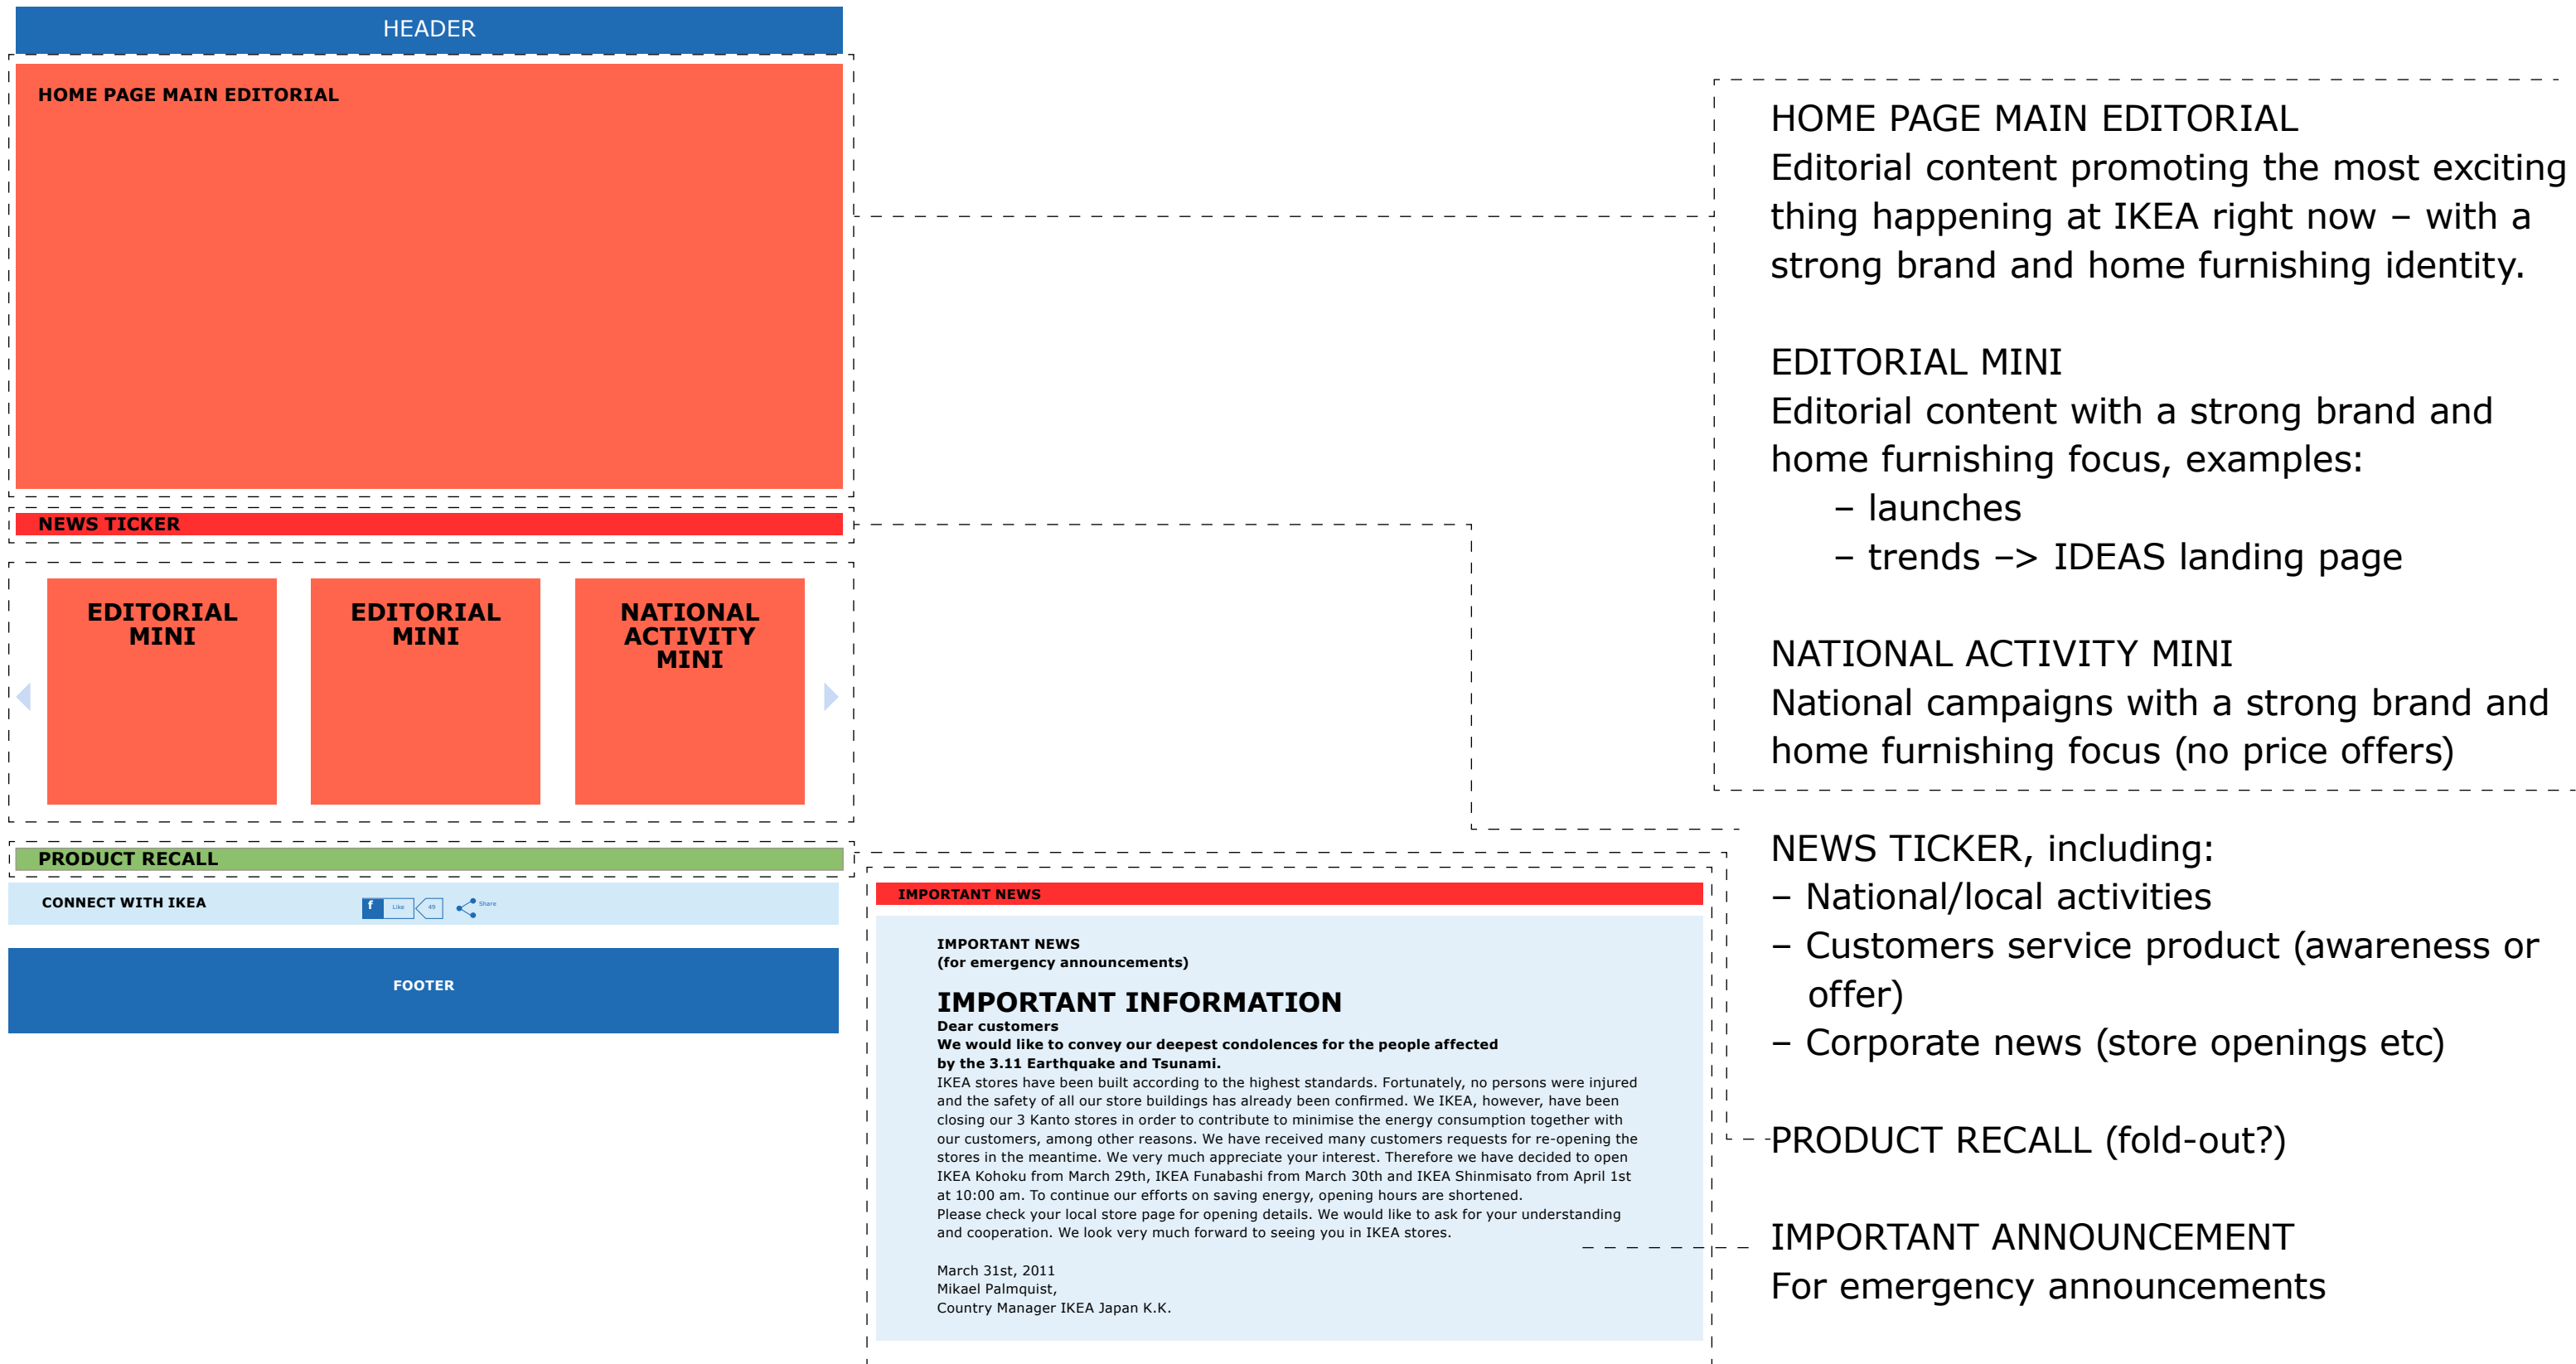 HEADER
HOME PAGE MAIN EDITORIAL
NEWS TICKER
EDITORIAL
MINI
EDITORIAL
MINI
NATIONAL
ACTIVITY
MINI
PRODUCT RECALL
CONNECT WITH IKEA
f Like 49 Share
FOOTER
IMPORTANT NEWS
IMPORTANT NEWS
(for emergency announcements)
IMPORTANT INFORMATION
Dear customers
We would like to convey our deepest condolences for the people affected
by the 3.11 Earthquake and Tsunami.
IKEA stores have been built according to the highest standards. Fortunately, no persons were injured
and the safety of all our store buildings has already been confirmed. We IKEA, however, have been
closing our 3 Kanto stores in order to contribute to minimise the energy consumption together with
our customers, among other reasons. We have received many customers requests for re-opening the
stores in the meantime. We very much appreciate your interest. Therefore we have decided to open
IKEA Kohoku from March 29th, IKEA Funabashi from March 30th and IKEA Shinmisato from April 1st
at 10:00 am. To continue our efforts on saving energy, opening hours are shortened.
Please check your local store page for opening details. We would like to ask for your understanding
and cooperation. We look very much forward to seeing you in IKEA stores.
March 31st, 2011
Mikael Palmquist,
Country Manager IKEA Japan K.K.
HOME PAGE MAIN EDITORIAL
Editorial content promoting the most exciting
thing happening at IKEA right now – with a
strong brand and home furnishing identity.
EDITORIAL MINI
Editorial content with a strong brand and
home furnishing focus, examples:
– launches
– trends –> IDEAS landing page
NATIONAL ACTIVITY MINI
National campaigns with a strong brand and
home furnishing focus (no price offers)
NEWS TICKER, including:
– National/local activities
– Customers service product (awareness or
offer)
– Corporate news (store openings etc)
PRODUCT RECALL (fold-out?)
IMPORTANT ANNOUNCEMENT
For emergency announcements